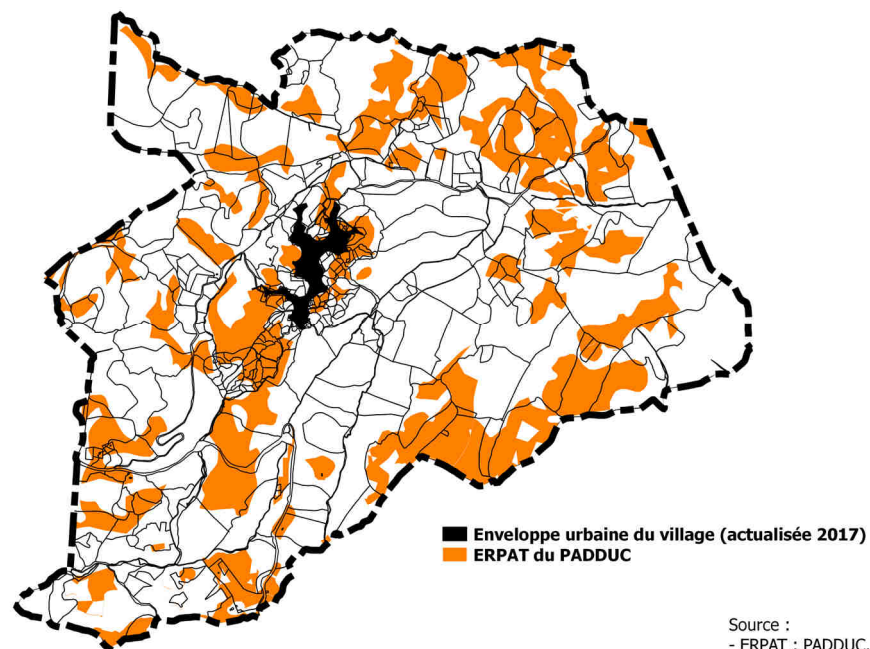 Enveloppe urbaine du village (actualisée 2017)
ERPAT du PADDUC
Source :
- ERPAT : PADDUC,